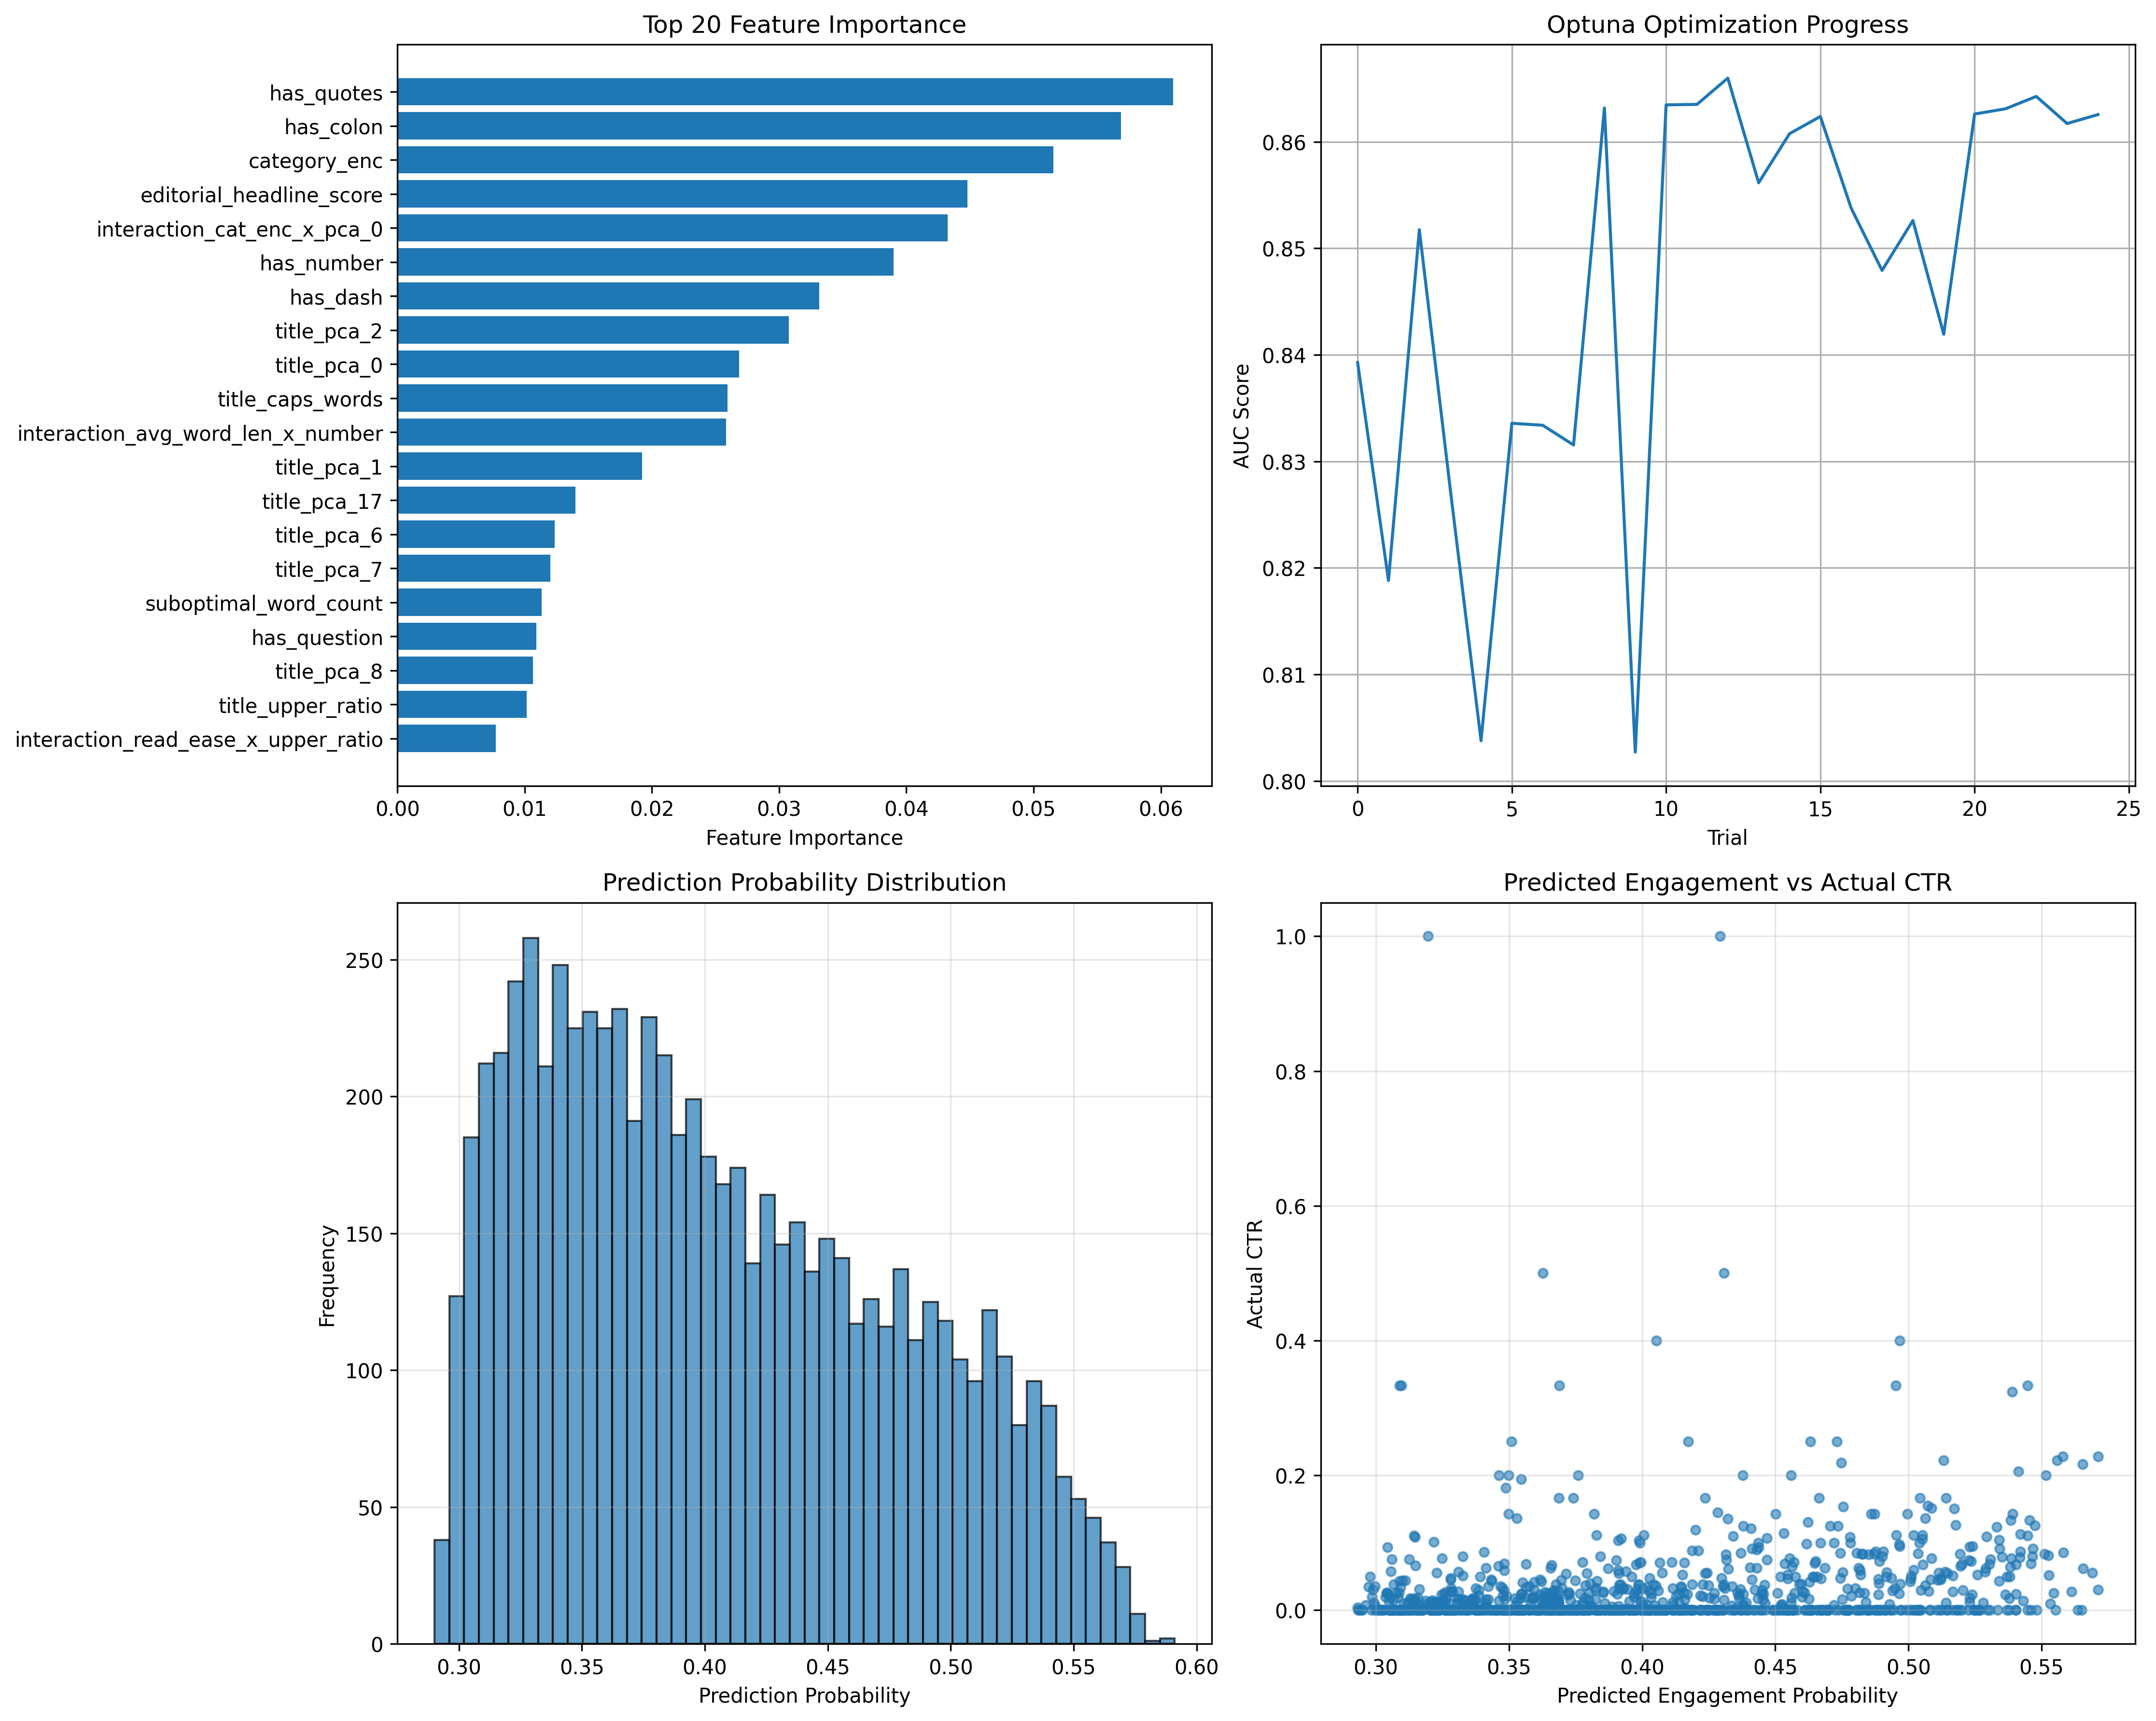 Top 20 Feature Importance
has_quotes
has_colon
category_enc
editorial_headline_score
interaction_cat_enc_x_pca_0
has_number
has_dash
title_pca_2
title_pca_0
title_caps_words
interaction_avg_word_len_x_number
title_pca_1
title_pca_17
title_pca_6
title_pca_7
suboptimal_word_count
has_question
title_pca_8
title_upper_ratio
interaction_read_ease_x_upper_ratio
0.00 0.01 0.02 0.03 0.04 0.05 0.06
Feature Importance
Optuna Optimization Progress
AUC Score
0.86
0.85
0.84
0.83
0.82
0.81
0.80
0 5 10 15 20 25
Trial
Prediction Probability Distribution
Frequency
250
200
150
100
50
0
0.30 0.35 0.40 0.45 0.50 0.55 0.60
Prediction Probability
Predicted Engagement vs Actual CTR
Actual CTR
1.0
0.8
0.6
0.4
0.2
0.0
0.30 0.35 0.40 0.45 0.50 0.55
Predicted Engagement Probability